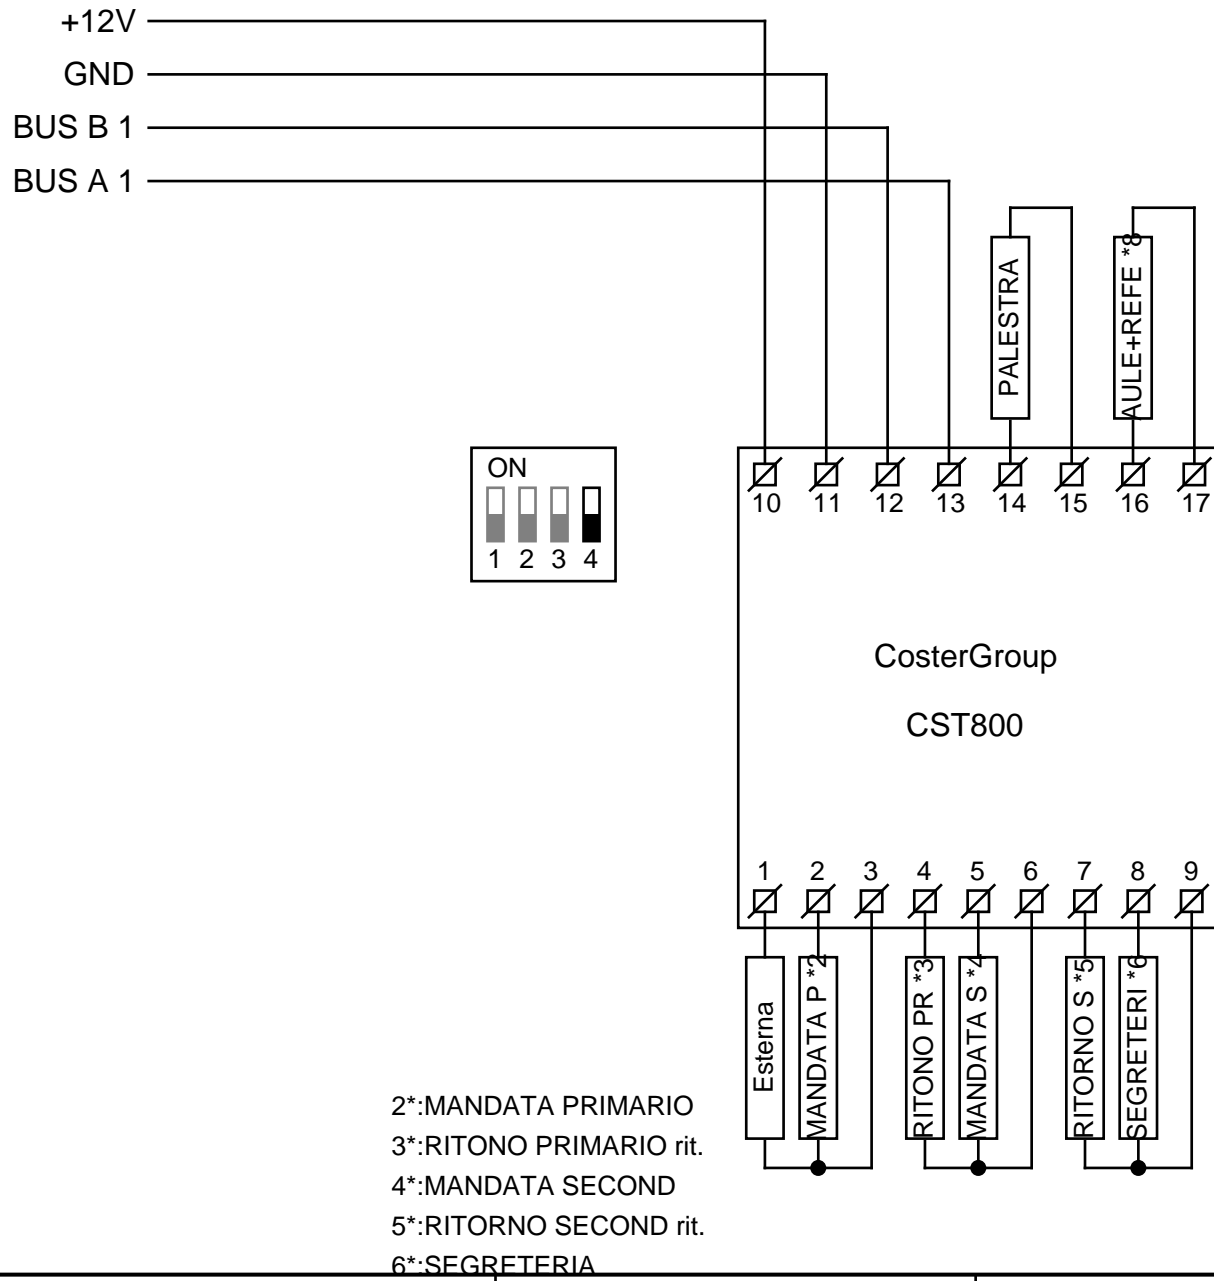 +12V
GND
BUS B 1
BUS A 1
PALESTRA
AULE+REFE *8
ON
1 2 3 4
10 11 12 13 14 15 16 17
CosterGroup
CST800
1 2 3 4 5 6 7 8 9
Esterna
MANDATA P *2
RITONO PR *3
MANDATA S *4
RITORNO S *5
SEGRETERI *6
2*:MANDATA PRIMARIO
3*:RITONO PRIMARIO rit.
4*:MANDATA SECOND
5*:RITORNO SECOND rit.
6*:SEGRETERIA